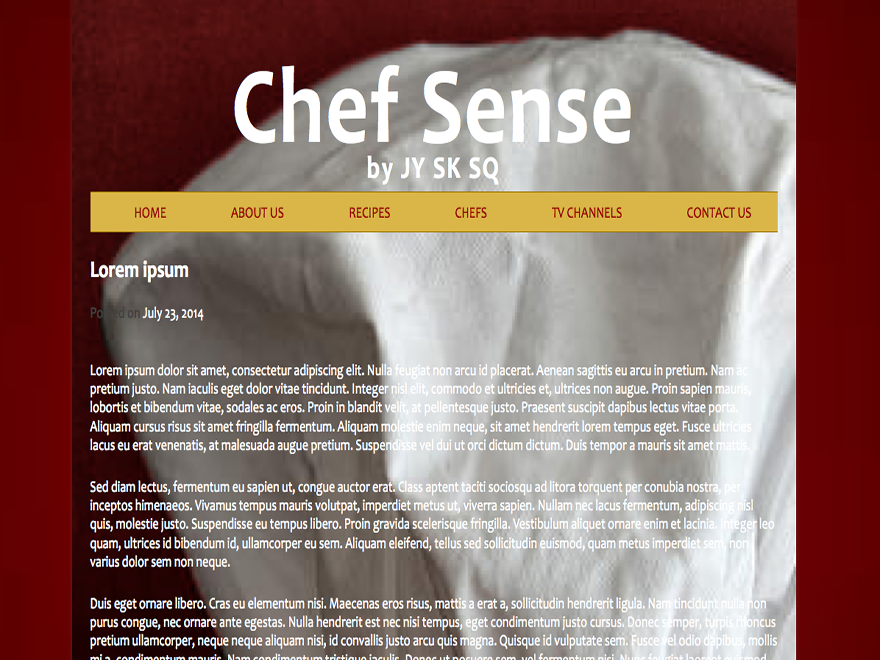 Chef Sense
by JY SK SQ
HOME ABOUT US RECIPES CHEFS TV CHANNELS CONTACT US
Lorem ipsum
Posted on July 23, 2014
Lorem ipsum dolor sit amet, consectetur adipiscing elit. Nulla feugiat non arcu id placerat. Aenean sagittis eu arcu in pretium. Nam ac
pretium justo. Nam iaculis eget dolor vitae tincidunt. Integer nisl elit, commodo et ultricies et, ultrices non augue. Proin sapien mauris,
lobortis et bibendum vitae, sodales ac eros. Proin in blandit velit, at pellentesque justo. Praesent suscipit dapibus lectus vitae porta.
Aliquam cursus risus sit amet fringilla fermentum. Aliquam molestie enim neque, sit amet hendrerit lorem tempus eget. Fusce ultricies
lacus eu erat venenatis, at malesuada augue pretium. Suspendisse vel dui ut orci dictum dictum. Duis tempor a mauris sit amet mattis.
Sed diam lectus, fermentum eu sapien ut, congue auctor erat. Class aptent taciti sociosqu ad litora torquent per conubia nostra, per
inceptos himenaeos. Vivamus tempus mauris volutpat, imperdiet metus ut, viverra sapien. Nullam nec lacus fermentum, adipiscing nisl
quis, molestie justo. Suspendisse eu tempus libero. Proin gravida scelerisque fringilla. Vestibulum aliquet ornare enim et lacinia. Integer leo
quam, ultrices id bibendum id, ullamcorper eu sem. Aliquam eleifend, tellus sed sollicitudin euismod, quam metus imperdiet sem, non
varius dolor sem non neque.
Duis eget ornare libero. Cras eu elementum nisi. Maecenas eros risus, mattis a erat a, sollicitudin hendrerit ligula. Nam tincidunt nulla non
purus congue, nec ornare ante egestas. Nulla hendrerit est nec nisi tempus, eget condimentum justo cursus. Donec semper, turpis rhoncus
pretium ullamcorper, neque neque aliquam nisi, id convallis justo arcu quis magna. Quisque id vulputate sem. Fusce vel odio dapibus, mollis
mi a, condimentum mauris. Nam condimentum tristique iaculis. Donec ut posuere sem, vel fermentum nisi. Nunc feugiat laoreet euismod.